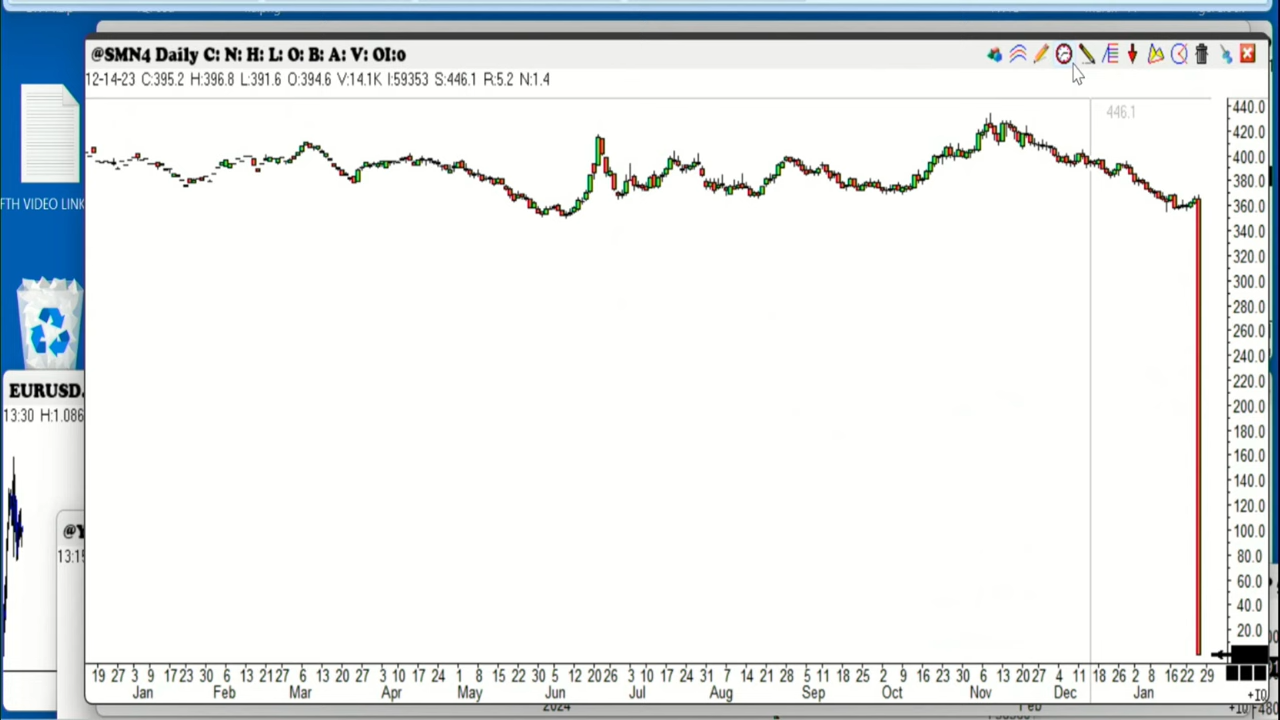 @SMN4 Daily C: N: H: L: O: B: A: V: OI:0
12-14-23 C:395.2 H:396.8 L:391.6 O:394.6 V:14.1K I:59353 S:446.1 R:5.2 N:1.4
446.1
440.0
420.0
400.0
380.0
360.0
340.0
320.0
300.0
280.0
260.0
240.0
220.0
200.0
180.0
160.0
140.0
120.0
100.0
80.0
60.0
40.0
20.0
FTH VIDEO LINK
EURUSD.
13:30 H:1.086
@Y
13:15
19 27 3 9 17 23 30 6 13 21 27 6 13 20 27 3 10 17 24 1 8 15 22 30 5 12 20 26 3 10 17 24 31 7 14 21 28 5 11 18 25 2 9 16 23 30 6 13 20 27 4 11 18 26 2 8 16 22 29
Jan Feb Mar Apr May Jun Jul Aug Sep Oct Nov Dec Jan
+10
2024 Feb